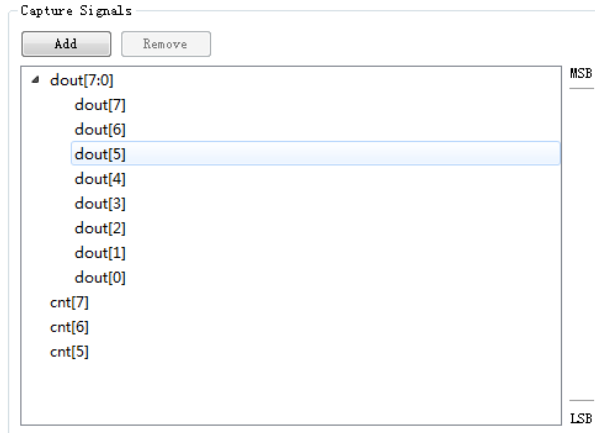 Capture Signals
Add Remove
MSB
dout[7:0]
dout[7]
dout[6]
dout[5]
dout[4]
dout[3]
dout[2]
dout[1]
dout[0]
cnt[7]
cnt[6]
cnt[5]
LSB